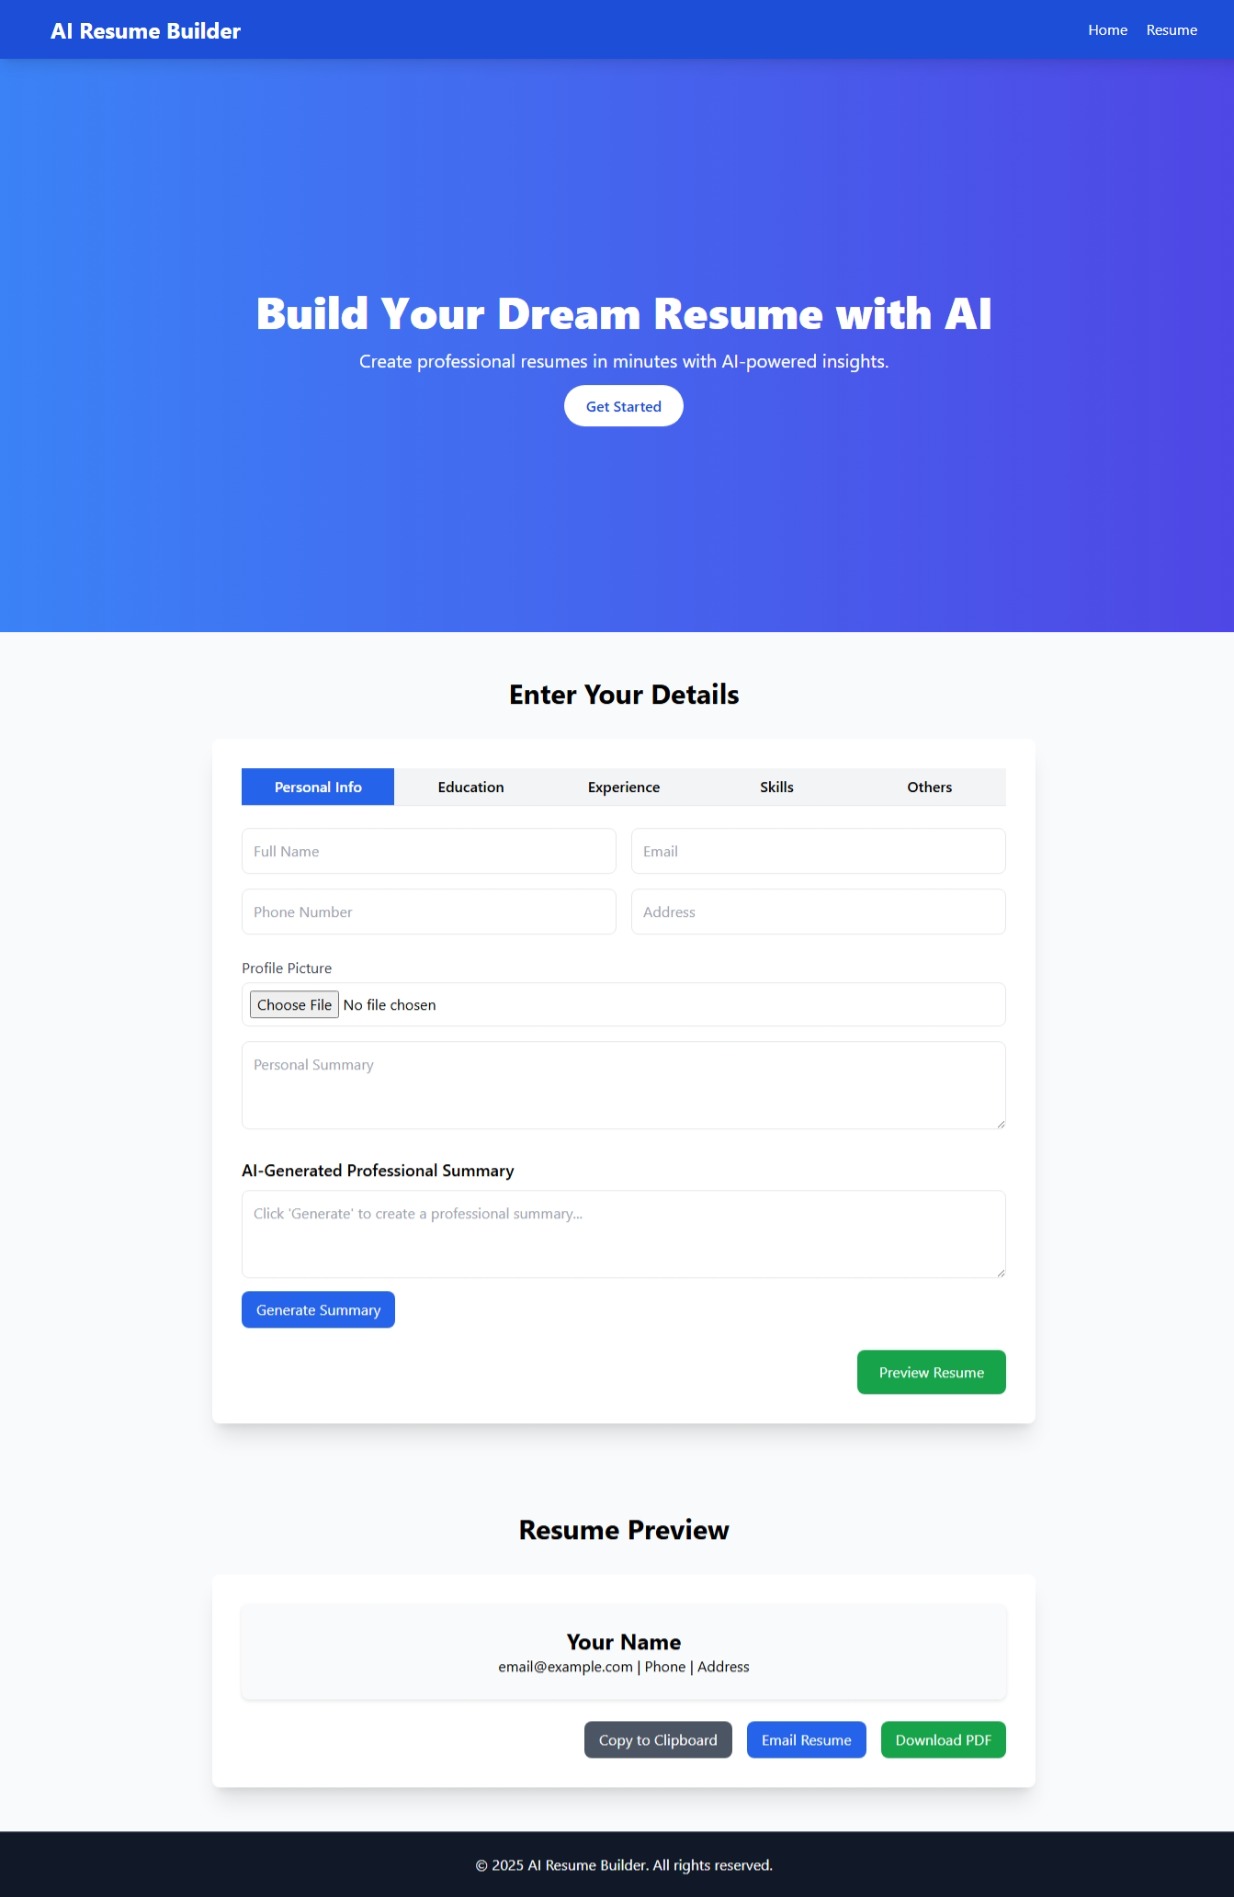 AI Resume Builder
Home Resume
Build Your Dream Resume with AI
Create professional resumes in minutes with AI-powered insights.
Get Started
Enter Your Details
Personal Info Education Experience Skills Others
Full Name Email
Phone Number Address
Profile Picture
Choose File No file chosen
Personal Summary
AI-Generated Professional Summary
Click 'Generate' to create a professional summary...
Generate Summary
Preview Resume
Resume Preview
Your Name
email@example.com | Phone | Address
Copy to Clipboard Email Resume Download PDF
© 2025 AI Resume Builder. All rights reserved.